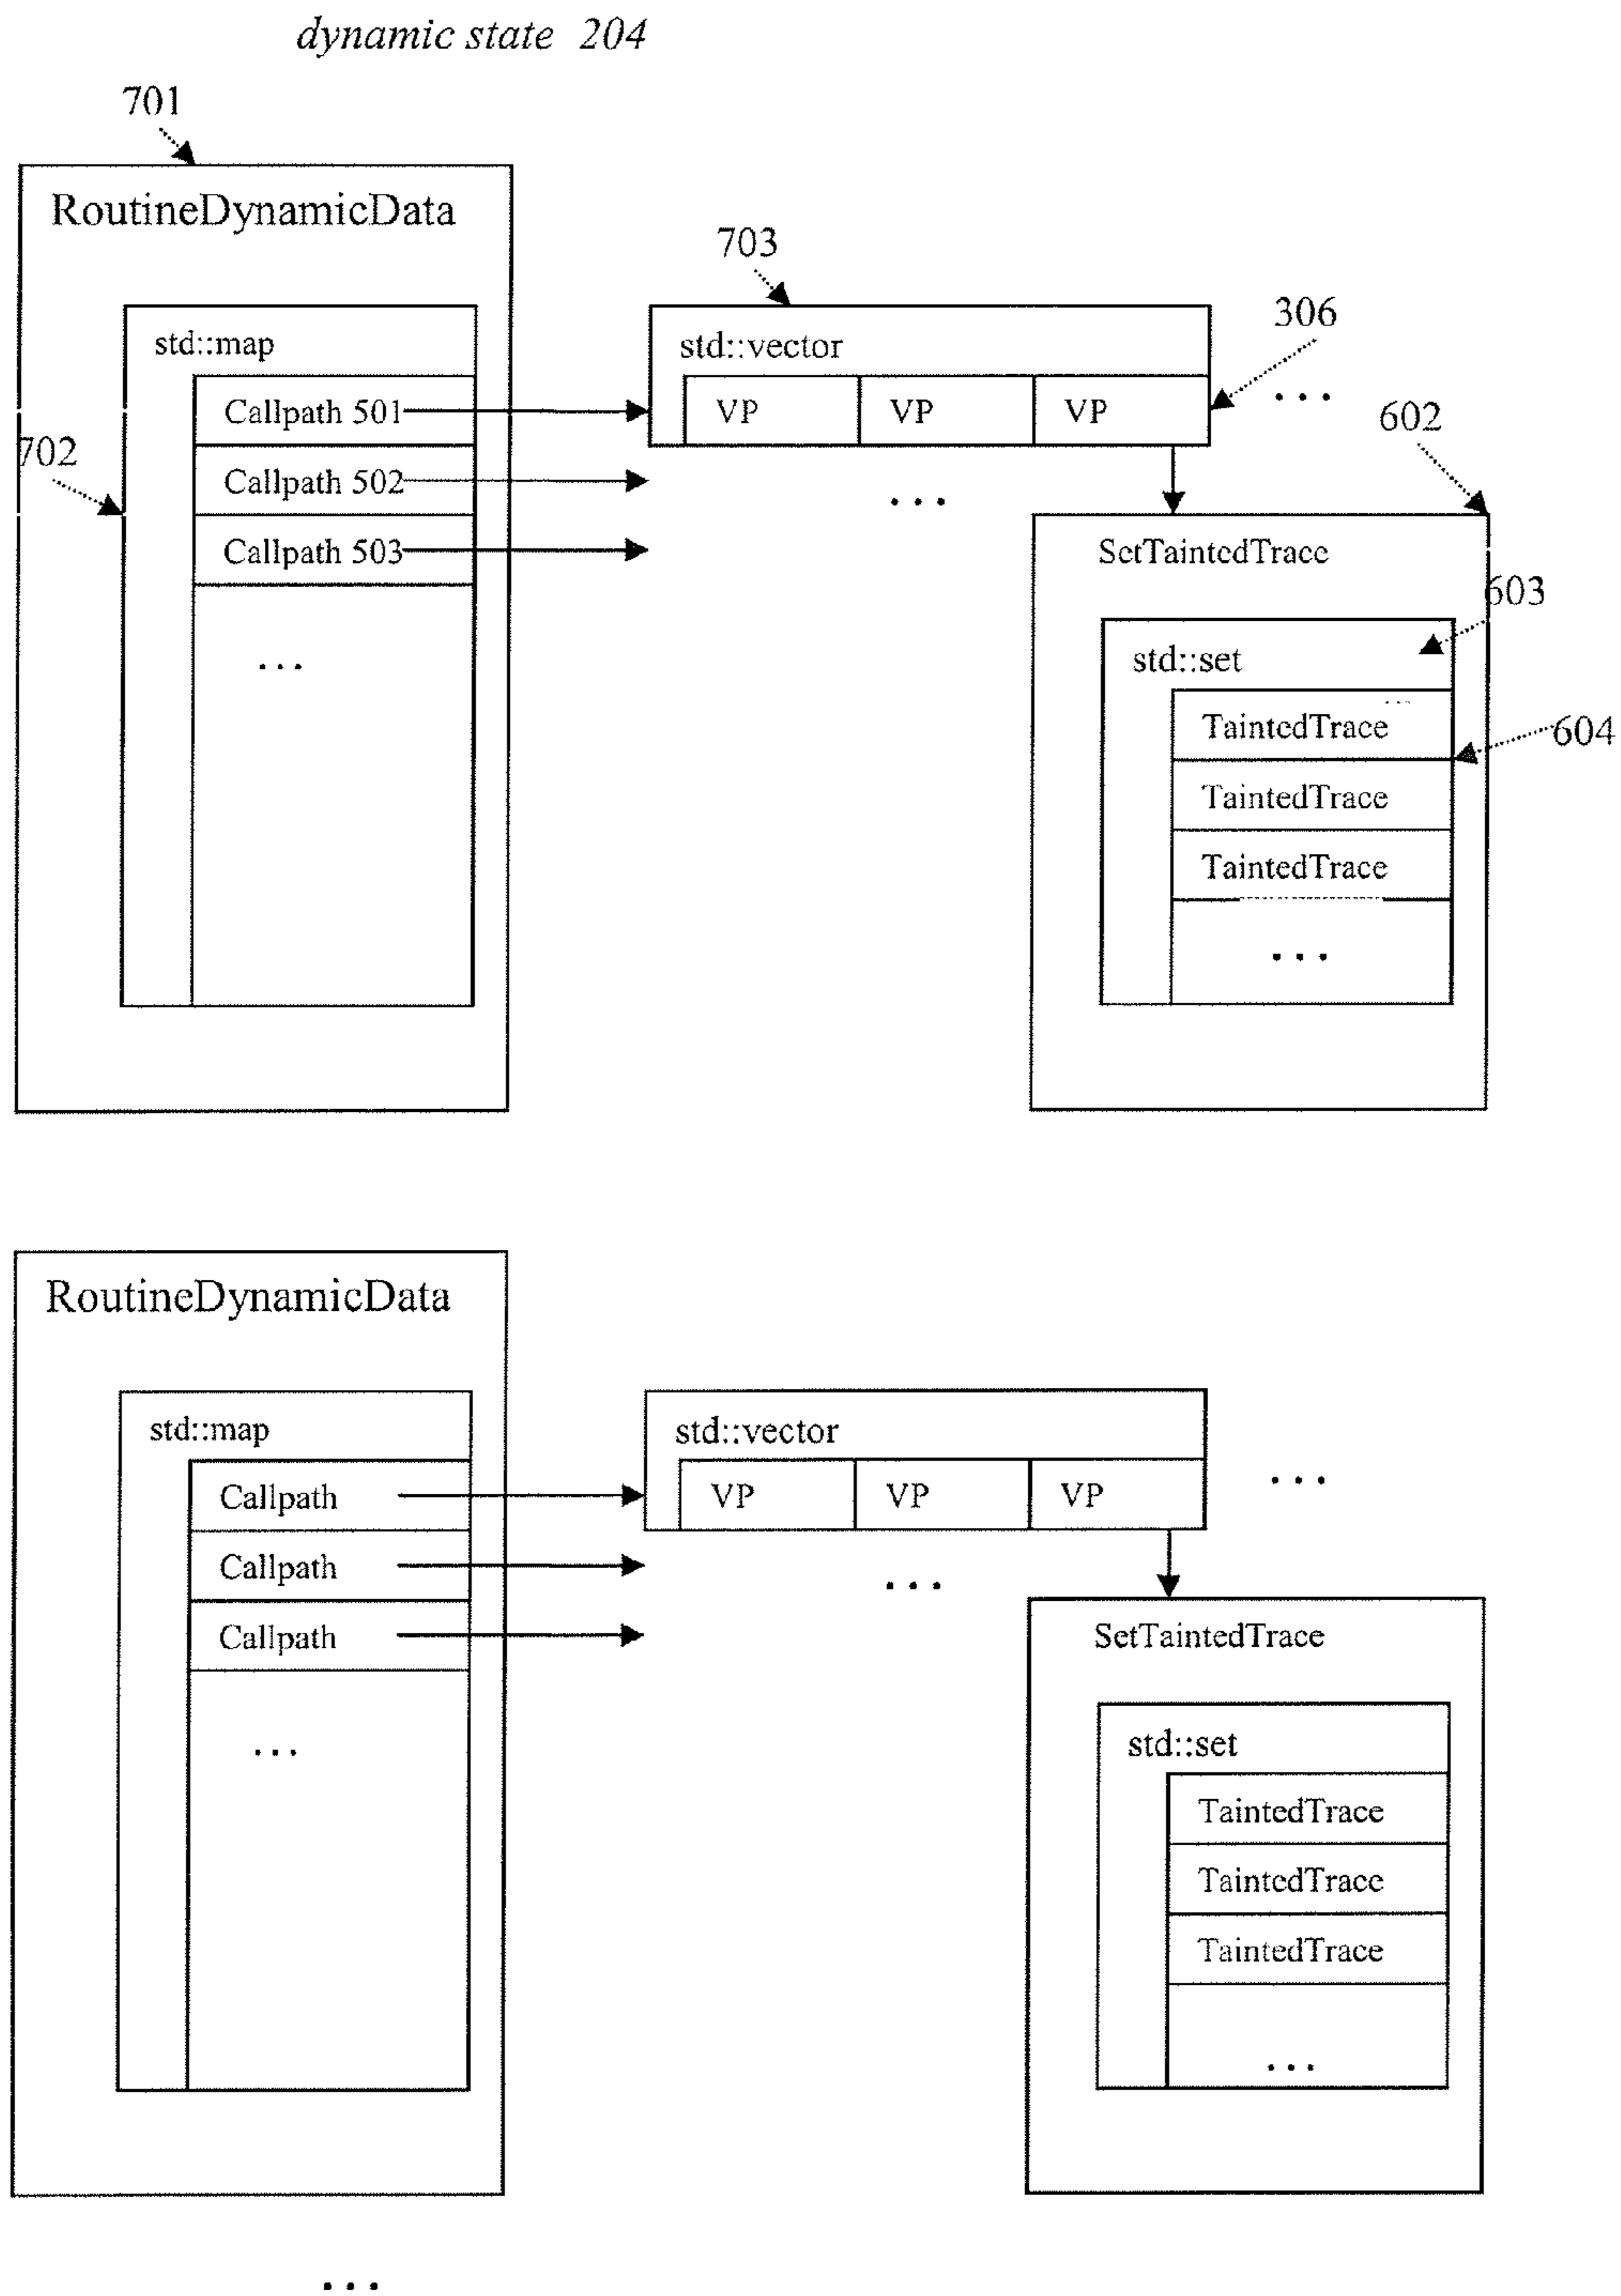 dynamic state 204
701
RoutineDynamicData
703
306
std::map
std::vector
Callpath 501
VP VP VP
...
602
702
Callpath 502
...
Callpath 503
SetTaintedTrace
603
...
std::set
TaintedTrace
604
TaintedTrace
TaintedTrace
...
RoutineDynamicData
std::map
std::vector
Callpath
VP VP VP
...
Callpath
...
Callpath
SetTaintedTrace
...
std::set
TaintedTrace
TaintedTrace
TaintedTrace
...
...